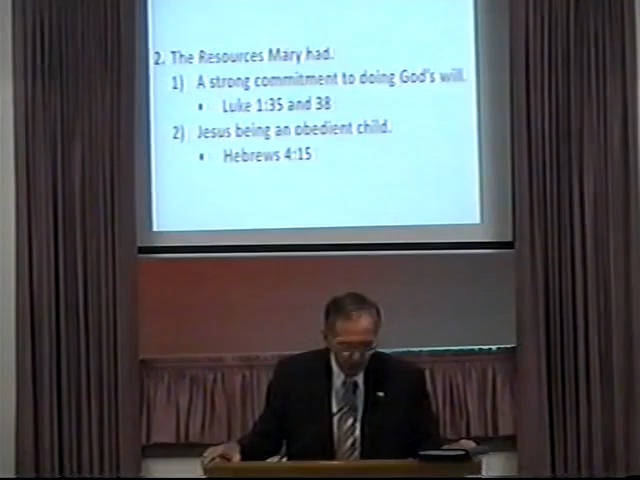 2. The Resources Mary had.
1) A strong commitment to doing God's will.
• Luke 1:35 and 38
2) Jesus being an obedient child.
• Hebrews 4:15